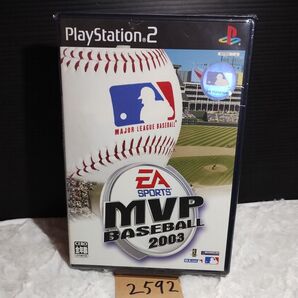 PlayStation 2
MAJOR LEAGUE BASEBALL
EA
SPORTS
MVP
BASEBALL
2003
2592